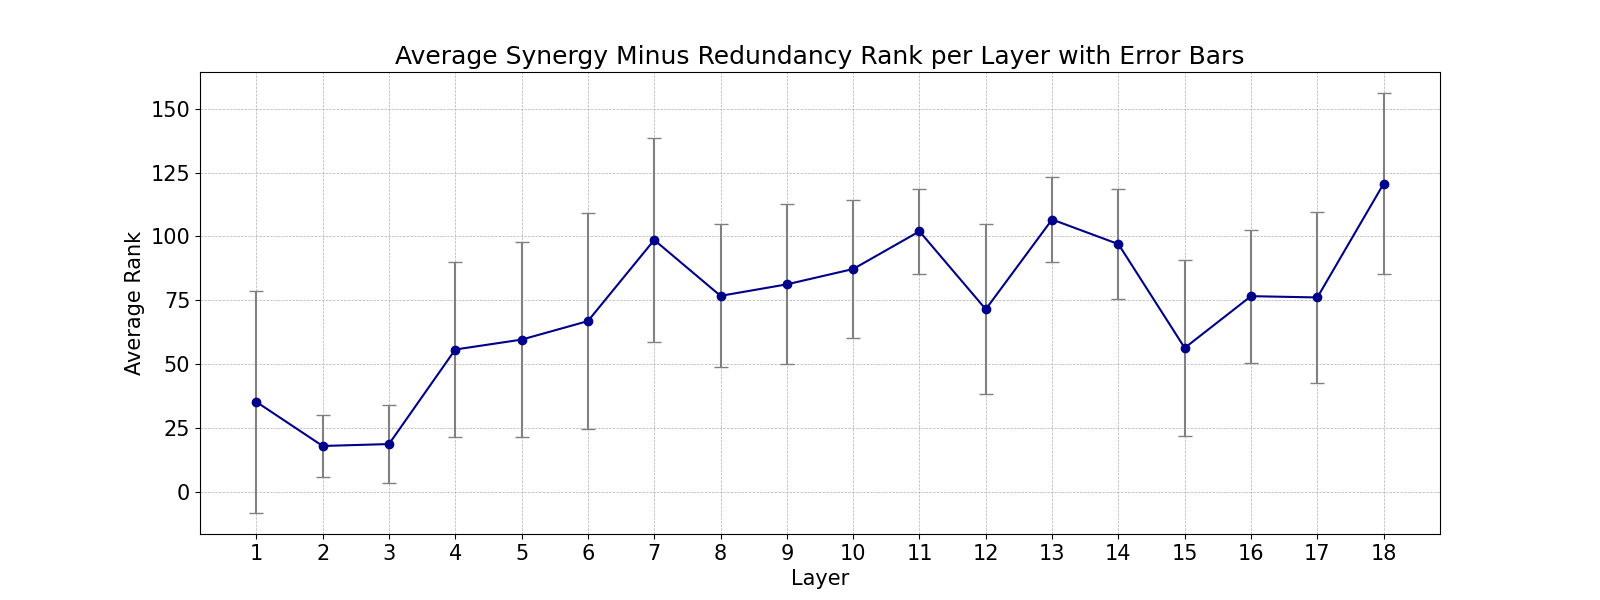 Average Synergy Minus Redundancy Rank per Layer with Error Bars
150
125
100
75
50
25
0
Average Rank
1 2 3 4 5 6 7 8 9 10 11 12 13 14 15 16 17 18
Layer